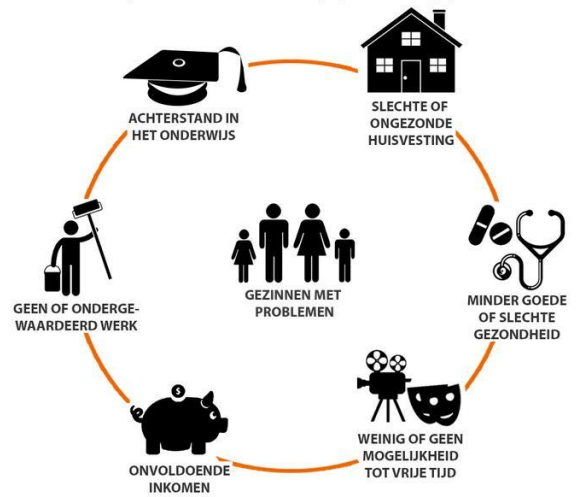 ACHTERSTAND IN
HET ONDERWIJS
SLECHTE OF
ONGEZONDE
HUISVESTING
GEEN OF ONDERGE-
WAARDEERD WERK
GEZINNEN MET
PROBLEMEN
MINDER GOEDE
OF SLECHTE
GEZONDHEID
ONVOLDOENDE
INKOMEN
WEINIG OF GEEN
MOGELIJKHEID
TOT VRIJE TIJD